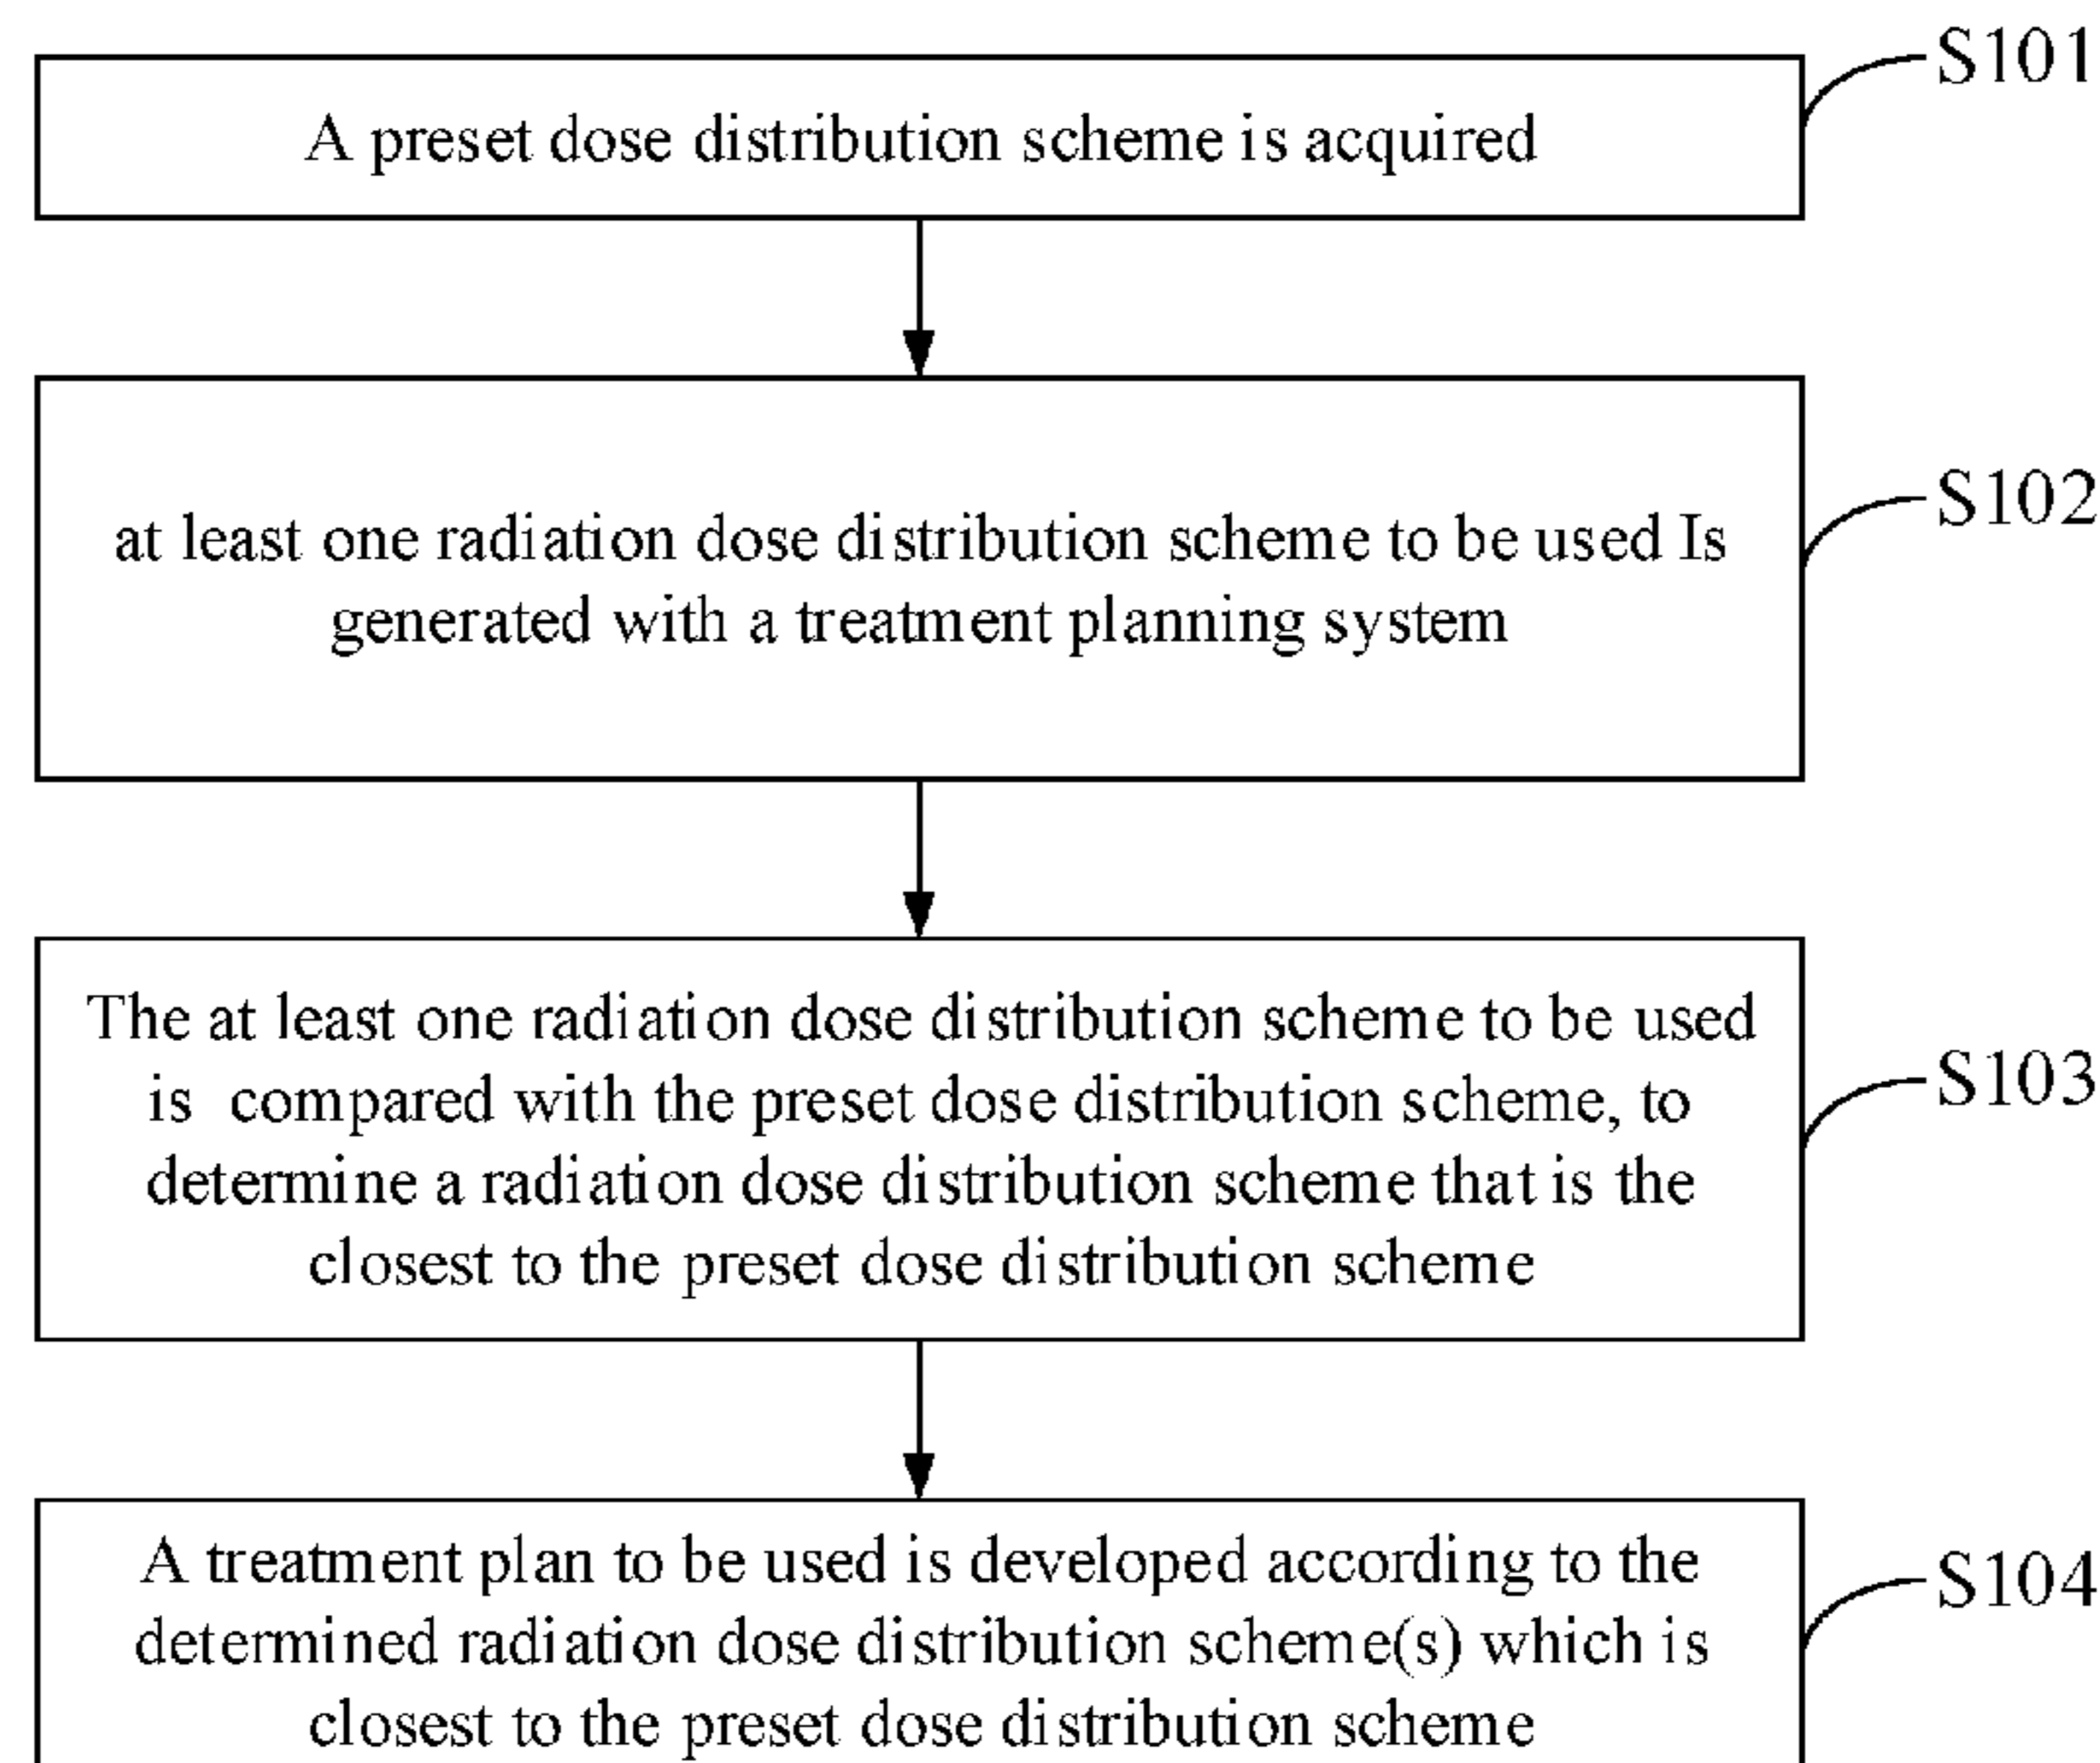 S101
A preset dose distribution scheme is acquired
S102
at least one radiation dose distribution scheme to be used Is
generated with a treatment planning system
The at least one radiation dose distribution scheme to be used
is compared with the preset dose distribution scheme, to
S103
determine a radiation dose distribution scheme that is the
closest to the preset dose distribution scheme
A treatment plan to be used is developed according to the
S104
determined radiation dose distribution scheme(s) which is
closest to the preset dose distribution scheme